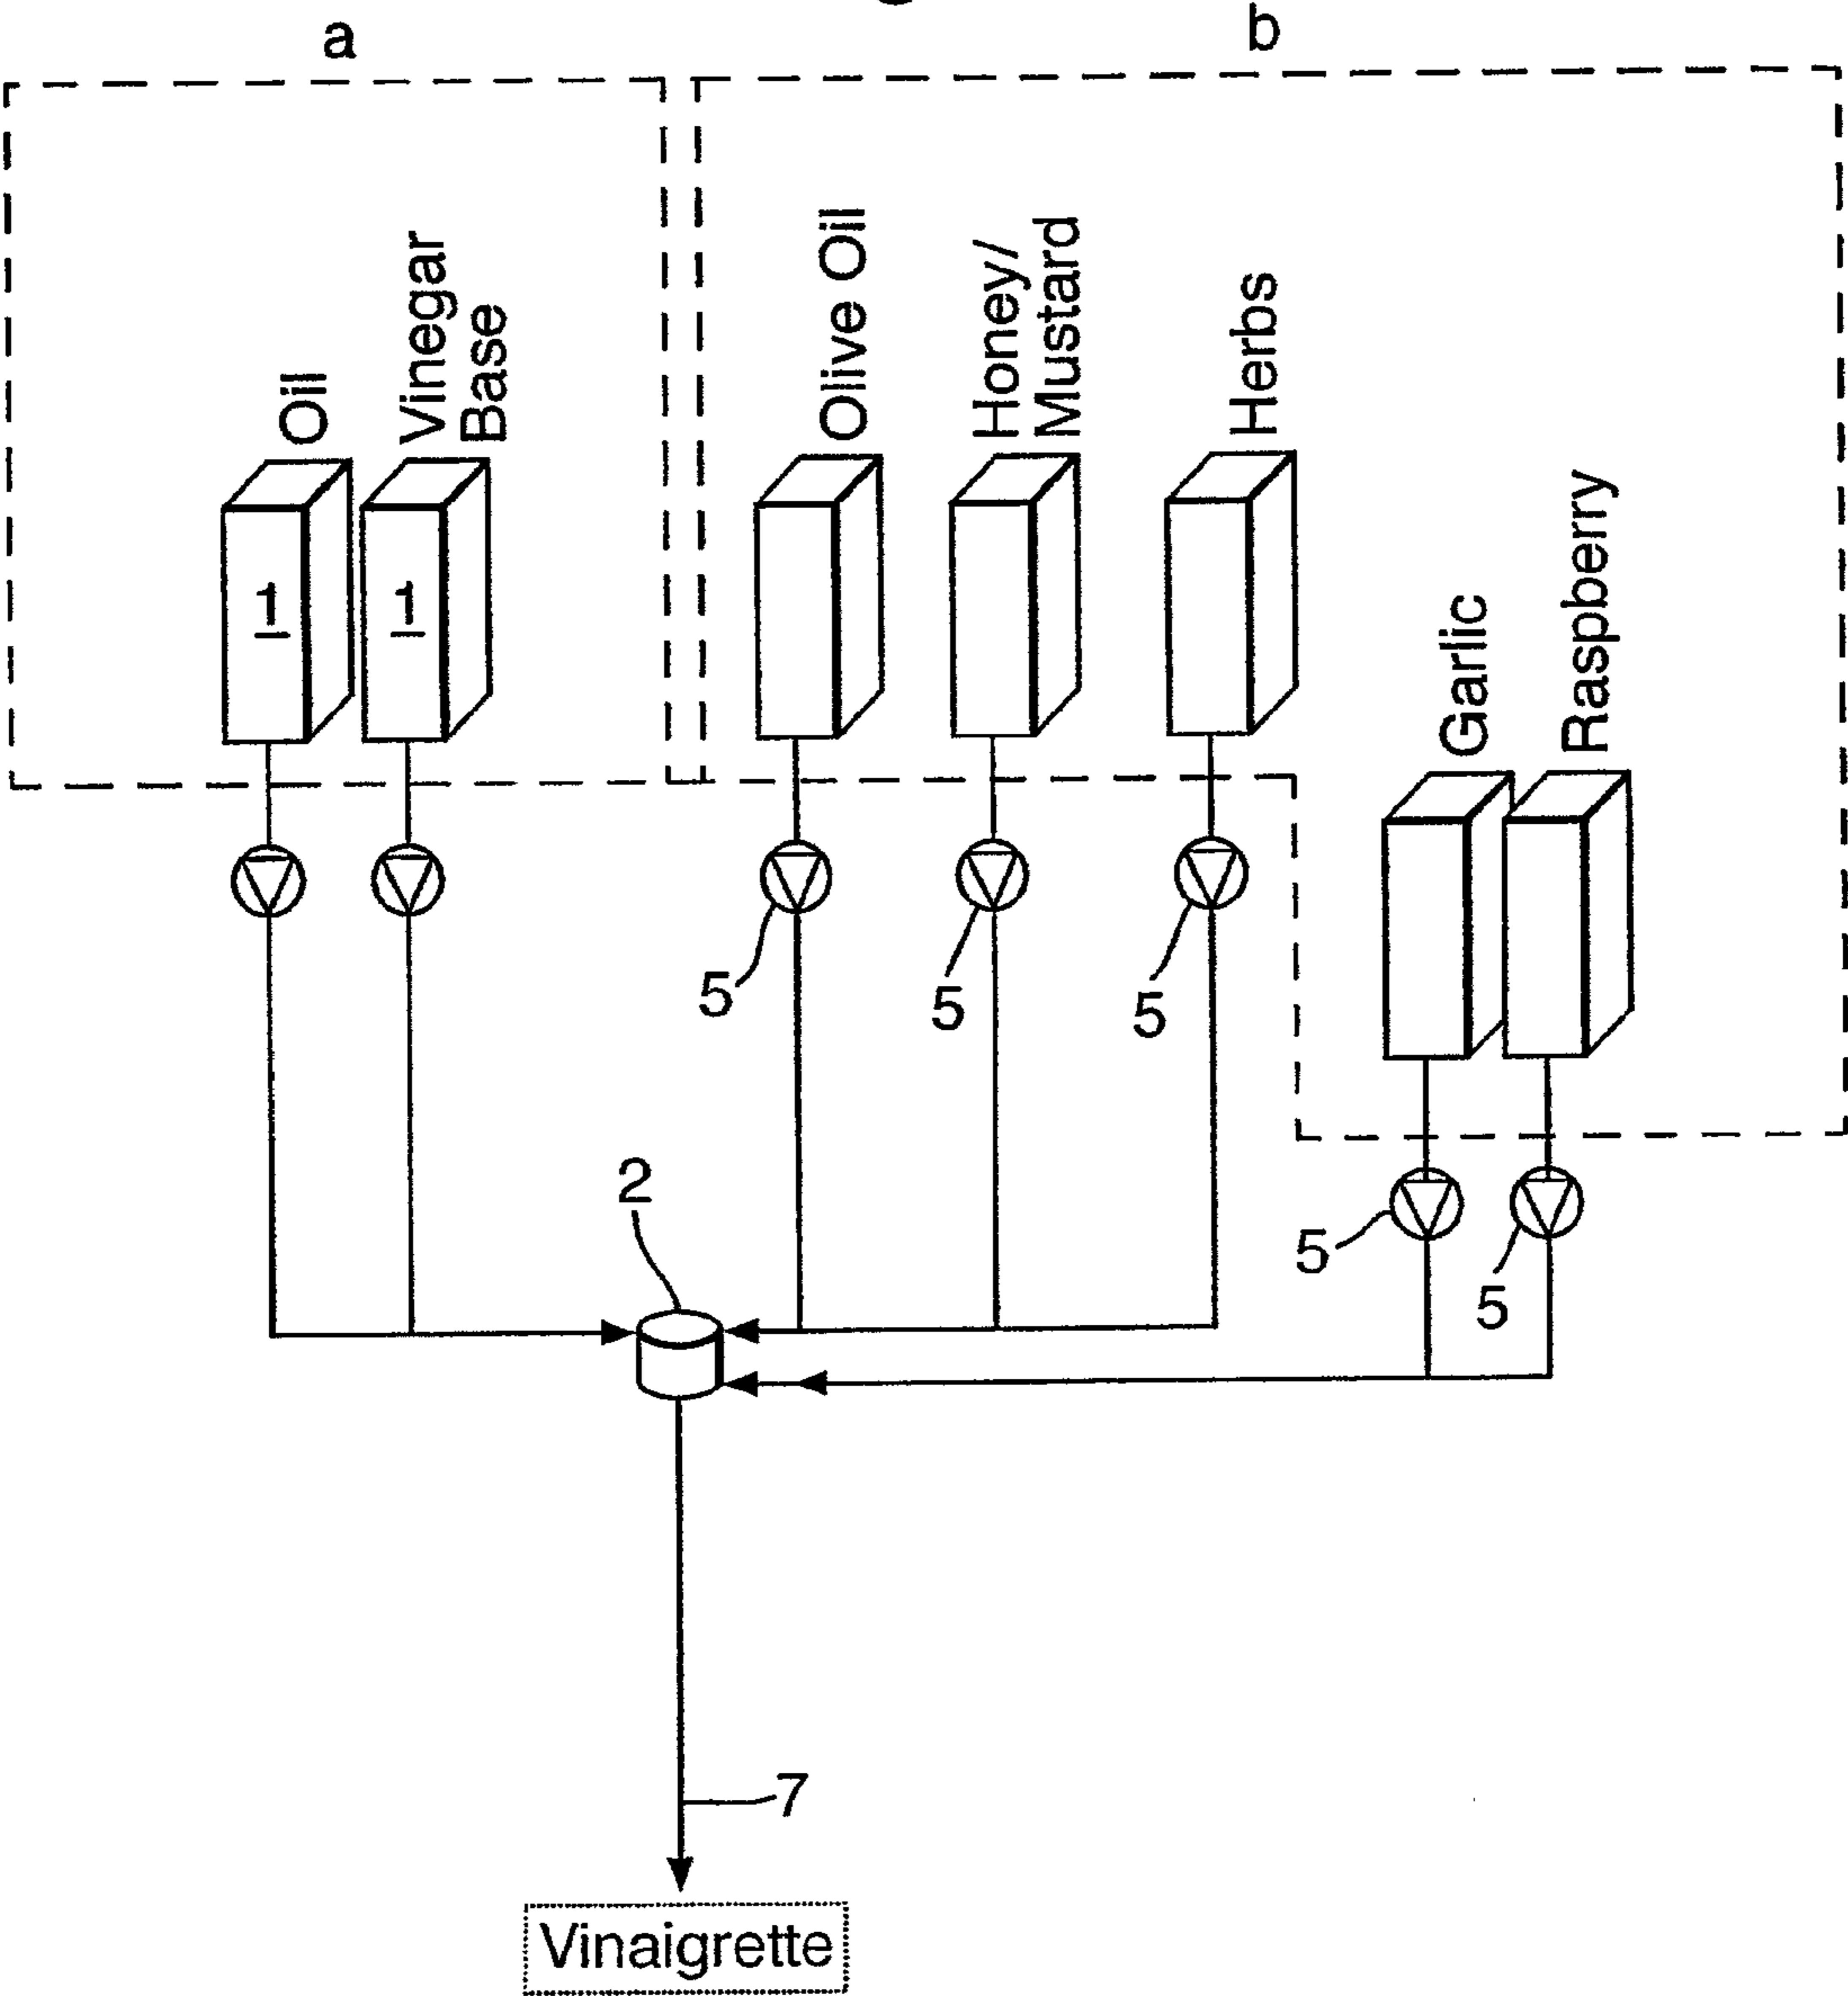 a
b
Oil
Vinegar
Base
Olive Oil
Honey/
Mustard
Herbs
Garlic
Raspberry
1
1
5
5
5
5
5
2
7
Vinaigrette